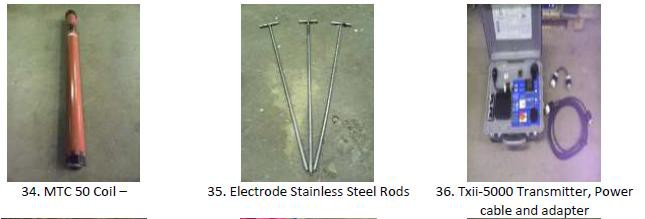 34. MTC 50 Coil –
35. Electrode Stainless Steel Rods
36. Txii-5000 Transmitter, Power
cable and adapter